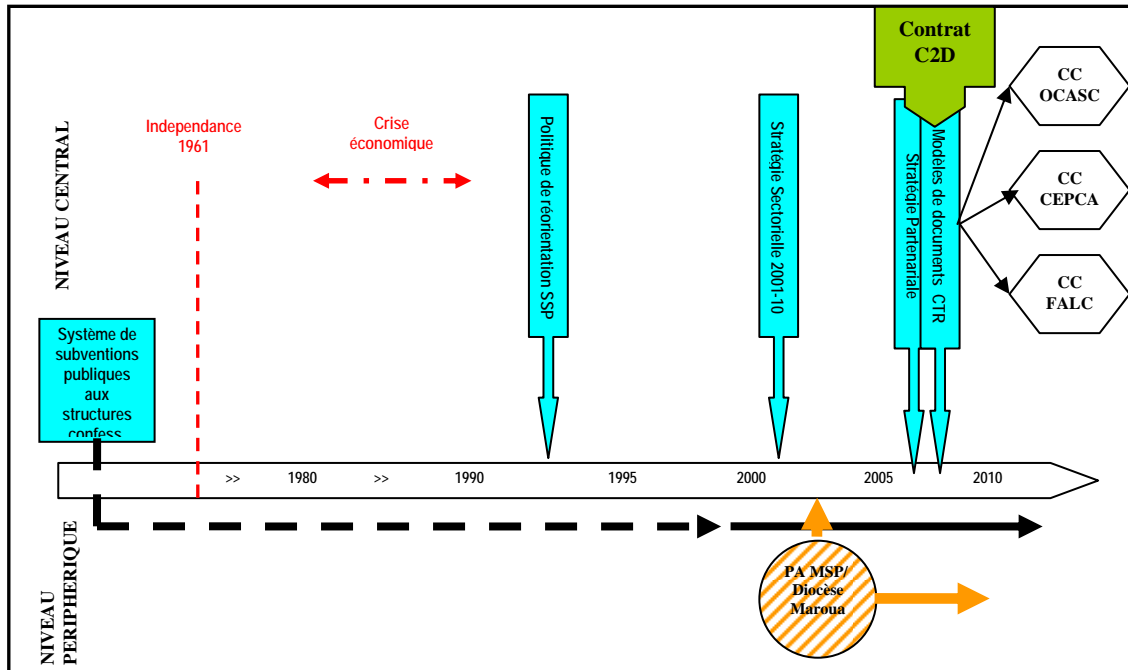 Contrat
C2D
CC
OCASC
CC
CEPCA
CC
FALC
NIVEAU CENTRAL
Independance
1961
Crise
économique
Politique de réorientation SSP
Stratégie Sectorielle 2001-10
Stratégie Partenariale
Modèles de documents CTR
Système de
subventions
publiques
aux
structures
confess
>>
1980
>>
1990
1995
2000
2005
2010
NIVEAU
PERIPHERIQUE
PA MSP/
Diocèse
Maroua